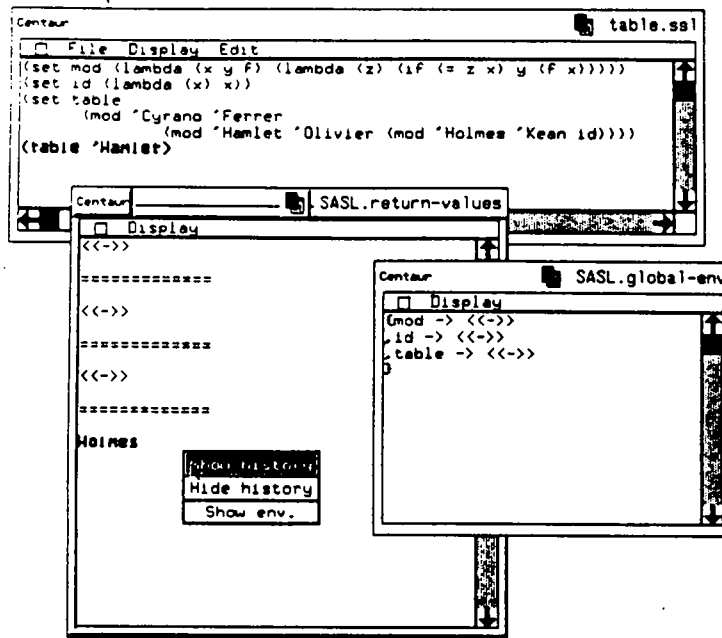 Centaur
table.ssl
File Display Edit
(set mod (lambda (x y f) (lambda (z) (if (= z x) y (f x)))))
(set id (lambda (x) x))
(set table
(mod 'Cyrano 'Ferrer
(mod 'Hamlet 'Olivier (mod 'Holmes 'Kean id))))
(table 'Hamlet)
Centaur
SASL.return-values
Display
<<->>
=============
<<->>
=============
<<->>
=============
Holmes
Show history
Hide history
Show env.
Centaur
SASL.global-env
Display
{mod -> <<->>
,id -> <<->>
,table -> <<->>
}